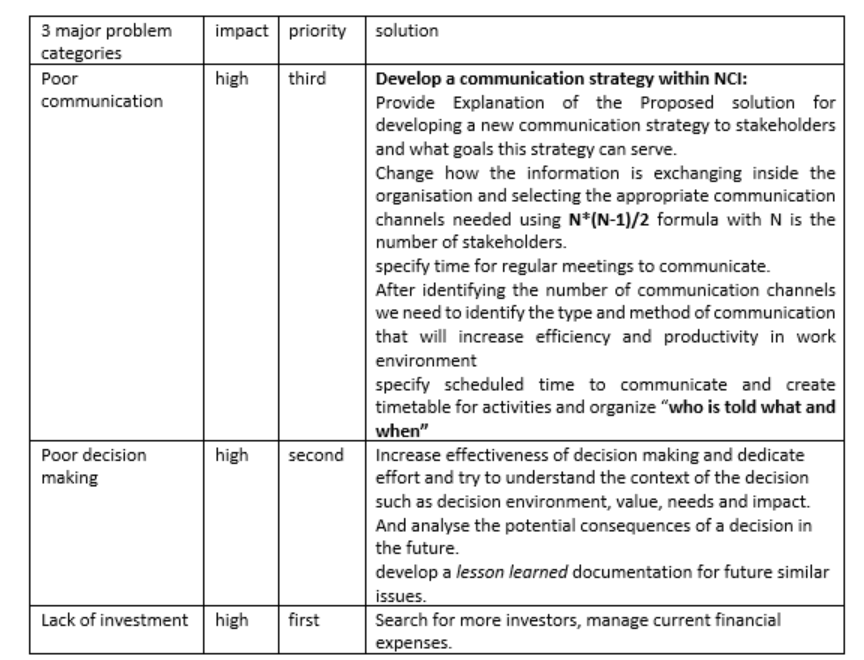 3 major problem categories impact priority solution
Poor communication high third Develop a communication strategy within NCI:
Provide Explanation of the Proposed solution for
developing a new communication strategy to stakeholders
and what goals this strategy can serve.
Change how the information is exchanging inside the
organisation and selecting the appropriate communication
channels needed using N*(N-1)/2 formula with N is the
number of stakeholders.
specify time for regular meetings to communicate.
After identifying the number of communication channels
we need to identify the type and method of communication
that will increase efficiency and productivity in work
environment
specify scheduled time to communicate and create
timetable for activities and organize “who is told what and
when”
Poor decision making high second Increase effectiveness of decision making and dedicate
effort and try to understand the context of the decision
such as decision environment, value, needs and impact.
And analyse the potential consequences of a decision in
the future.
develop a lesson learned documentation for future similar
issues.
Lack of investment high first Search for more investors, manage current financial
expenses.